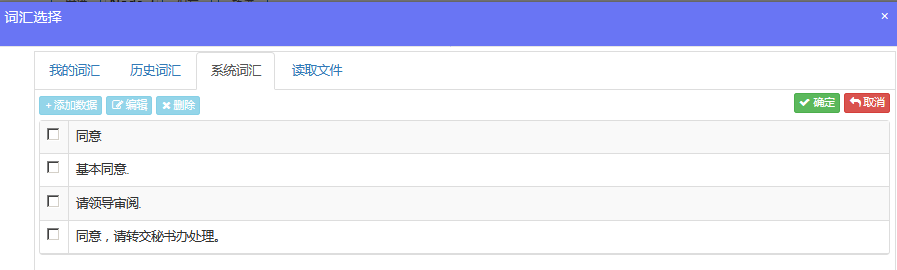 词汇选择 ×
我的词汇 历史词汇 系统词汇 读取文件
+ 添加数据 编辑 ✖ 删除 ✔ 确定 取消
同意
基本同意.
请领导审阅.
同意，请转交秘书办处理。